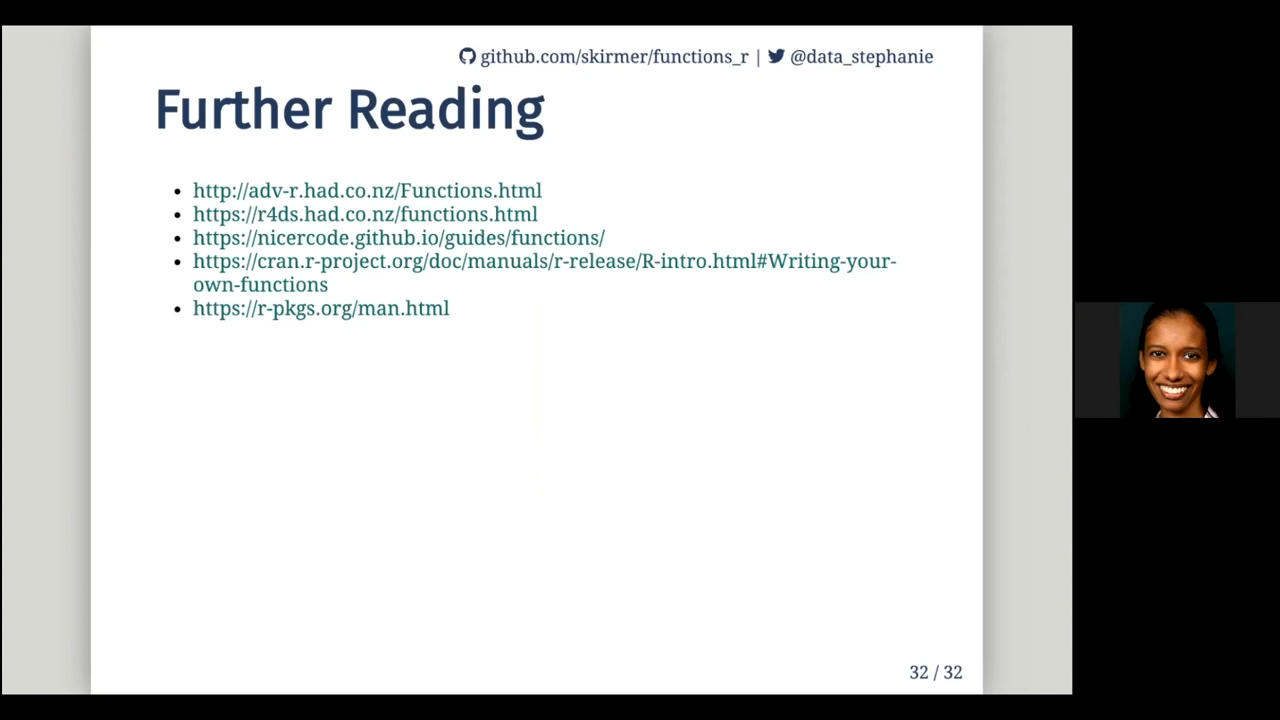 github.com/skirmer/functions_r | @data_stephanie
Further Reading
http://adv-r.had.co.nz/Functions.html
https://r4ds.had.co.nz/functions.html
https://nicercode.github.io/guides/functions/
https://cran.r-project.org/doc/manuals/r-release/R-intro.html#Writing-your-
own-functions
https://r-pkgs.org/man.html
32 / 32